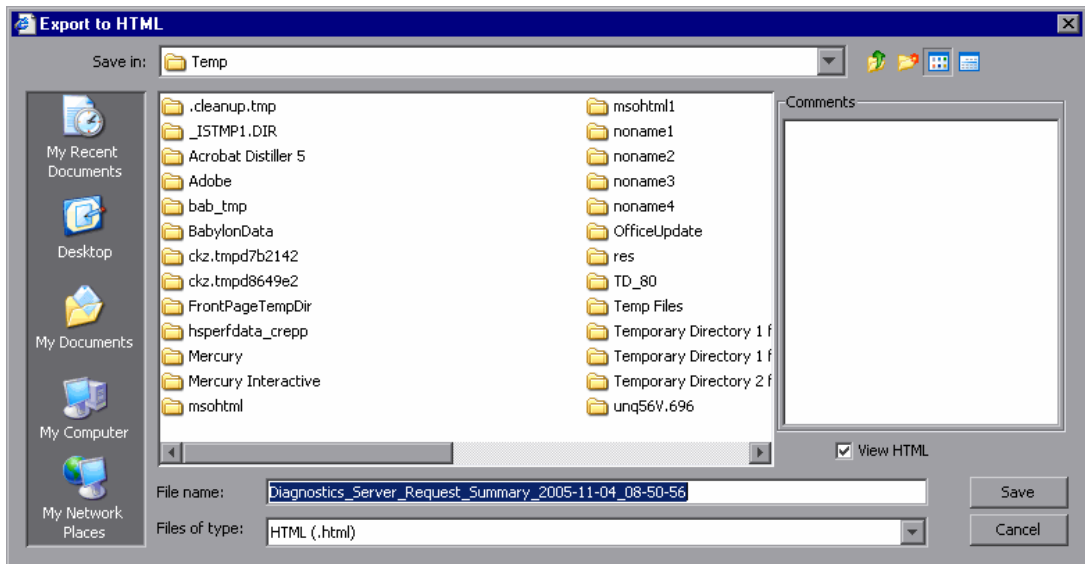 Export to HTML
Save in:
Temp
My Recent
Documents
Desktop
My Documents
My Computer
My Network
Places
.cleanup.tmp
_ISTMP1.DIR
Acrobat Distiller 5
Adobe
bab_tmp
BabylonData
ckz.tmpd7b2142
ckz.tmpd8649e2
FrontPageTempDir
hsperfdata_crepp
Mercury
Mercury Interactive
msohtml
msohtml1
noname1
noname2
noname3
noname4
OfficeUpdate
res
TD_80
Temp Files
Temporary Directory 1 f
Temporary Directory 1 f
Temporary Directory 2 f
unq56V.696
Comments
View HTML
File name:
Diagnostics_Server_Request_Summary_2005-11-04_08-50-56
Save
Files of type:
HTML (.html)
Cancel